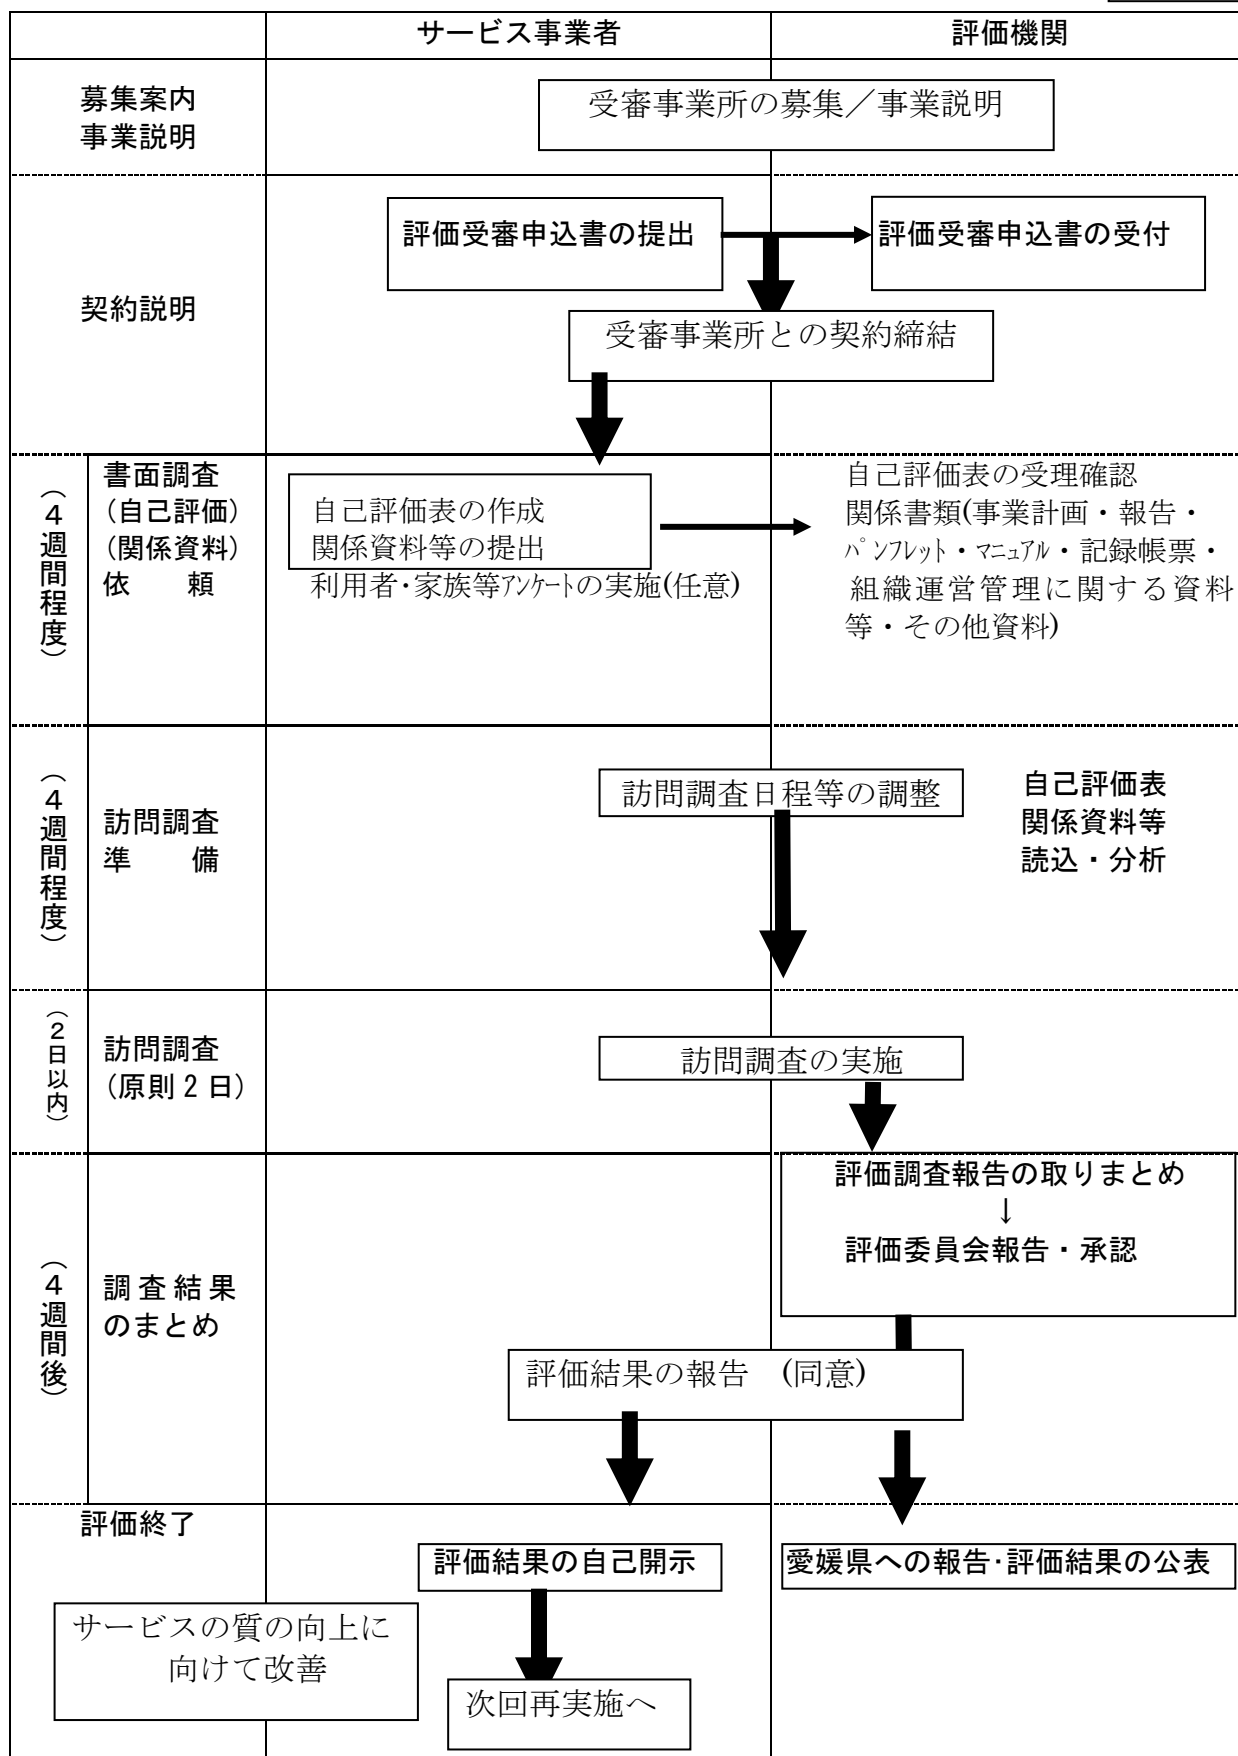 サービス事業者
評価機関
募集案内
事業説明
受審事業所の募集／事業説明
契約説明
評価受審申込書の提出
評価受審申込書の受付
受審事業所との契約締結
（４週間程度）
書面調査
(自己評価)
(関係資料)
依　　頼
自己評価表の作成
関係資料等の提出
利用者･家族等ｱﾝｹｰﾄの実施(任意)
自己評価表の受理確認
関係書類(事業計画・報告・
ﾊﾟﾝﾌﾚｯﾄ・ﾏﾆｭｱﾙ・記録帳票・
組織運営管理に関する資料
等・その他資料)
（４週間程度）
訪問調査
準　　備
訪問調査日程等の調整
自己評価表
関係資料等
読込・分析
（２日以内）
訪問調査
(原則２日)
訪問調査の実施
（４週間後）
調査結果
のまとめ
評価調査報告の取りまとめ
↓
評価委員会報告・承認
評価結果の報告　(同意)
評価終了
評価結果の自己開示
愛媛県への報告･評価結果の公表
サービスの質の向上に
向けて改善
次回再実施へ